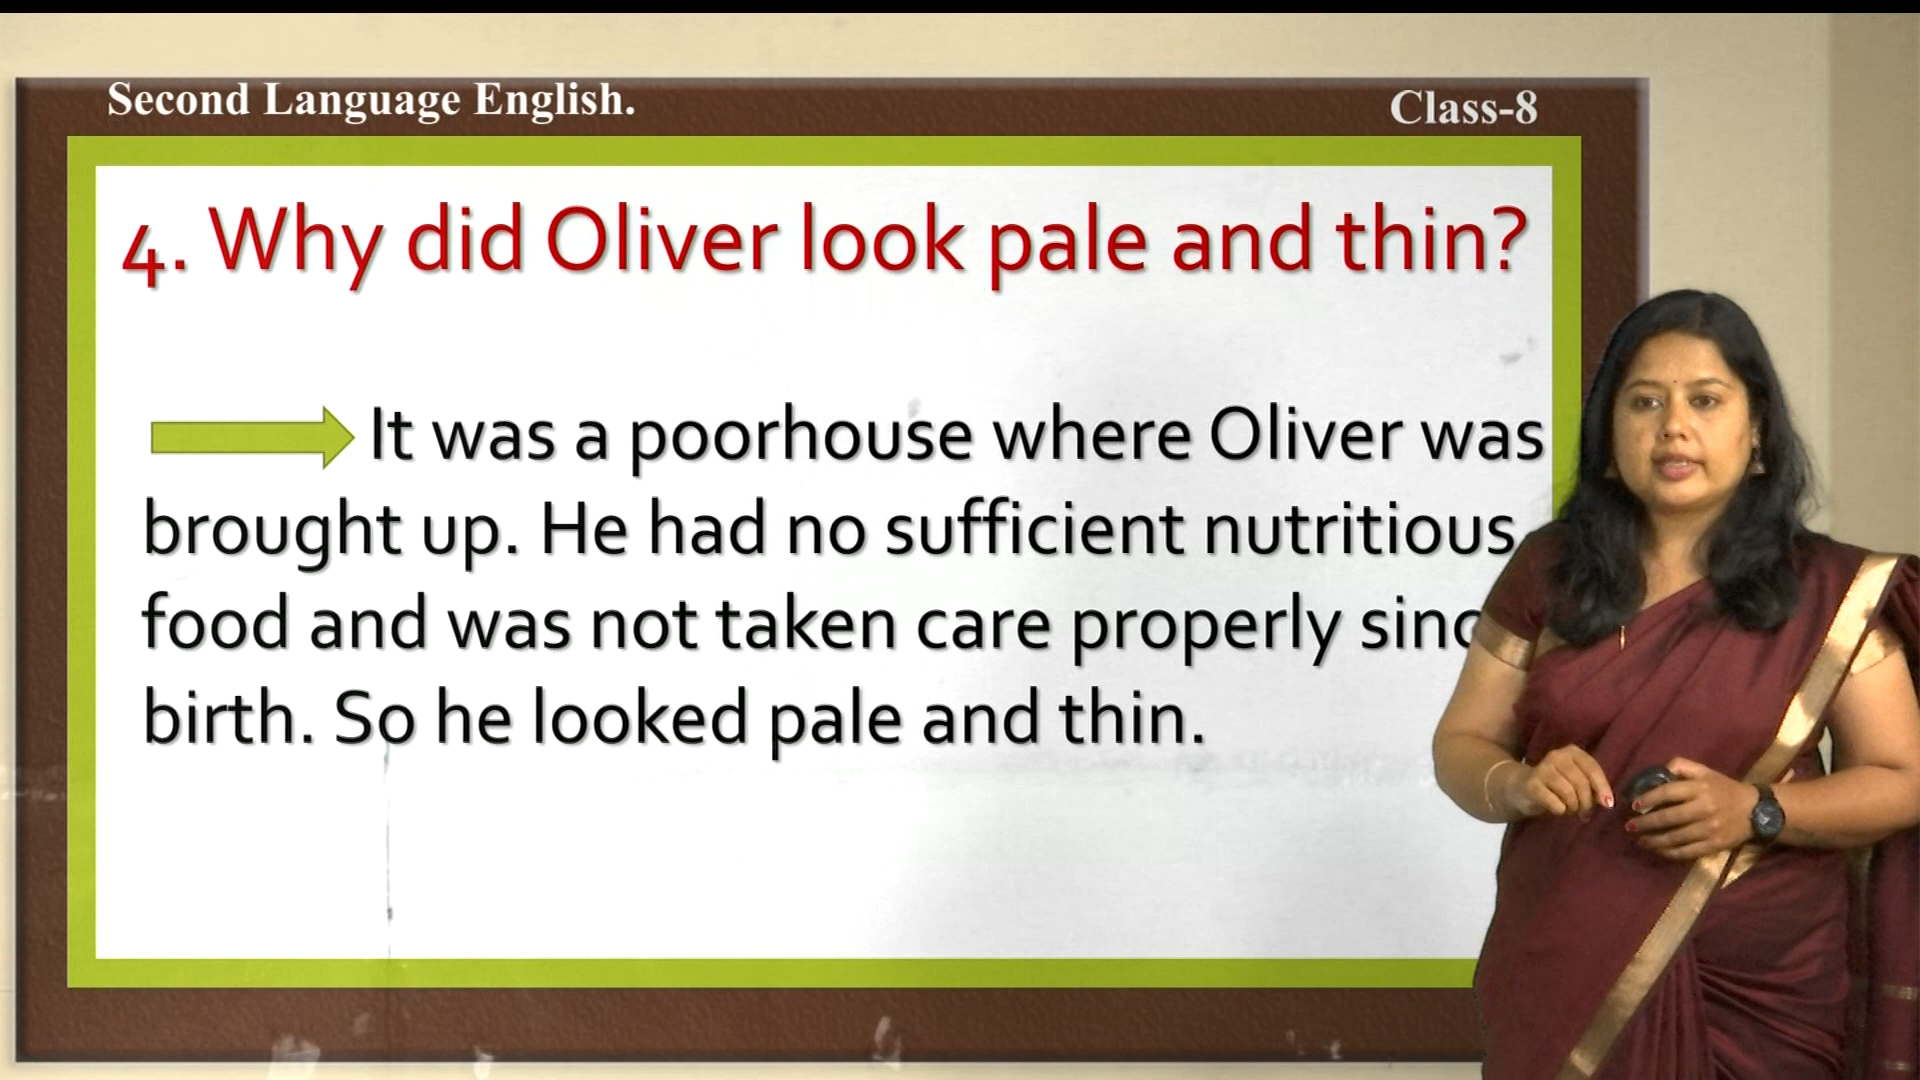 Second Language English.
Class-8
4. Why did Oliver look pale and thin?
It was a poorhouse where Oliver was
brought up. He had no sufficient nutritious
food and was not taken care properly
birth. So he looked pale and thin.